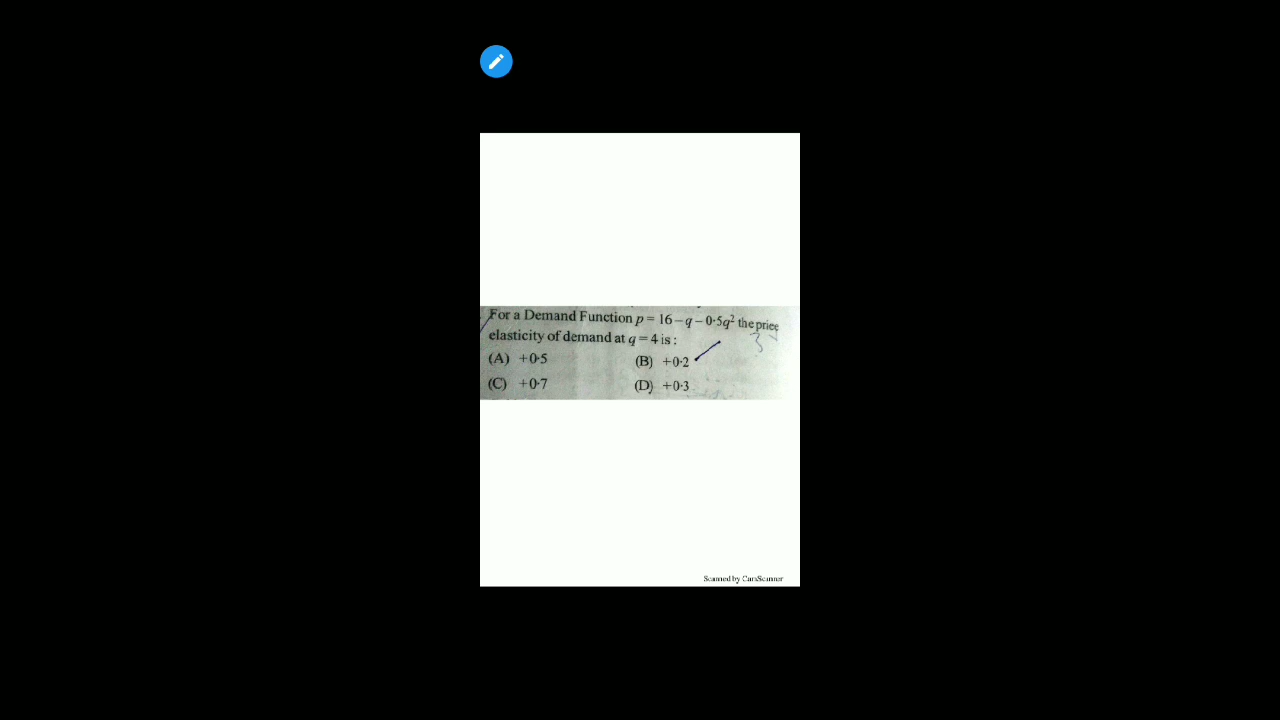 For a Demand Function p = 16 – q – 0·5q² the price
elasticity of demand at q = 4 is :
(A) +0·5 (B) +0·2
(C) +0·7 (D) +0·3
Scanned by CamScanner